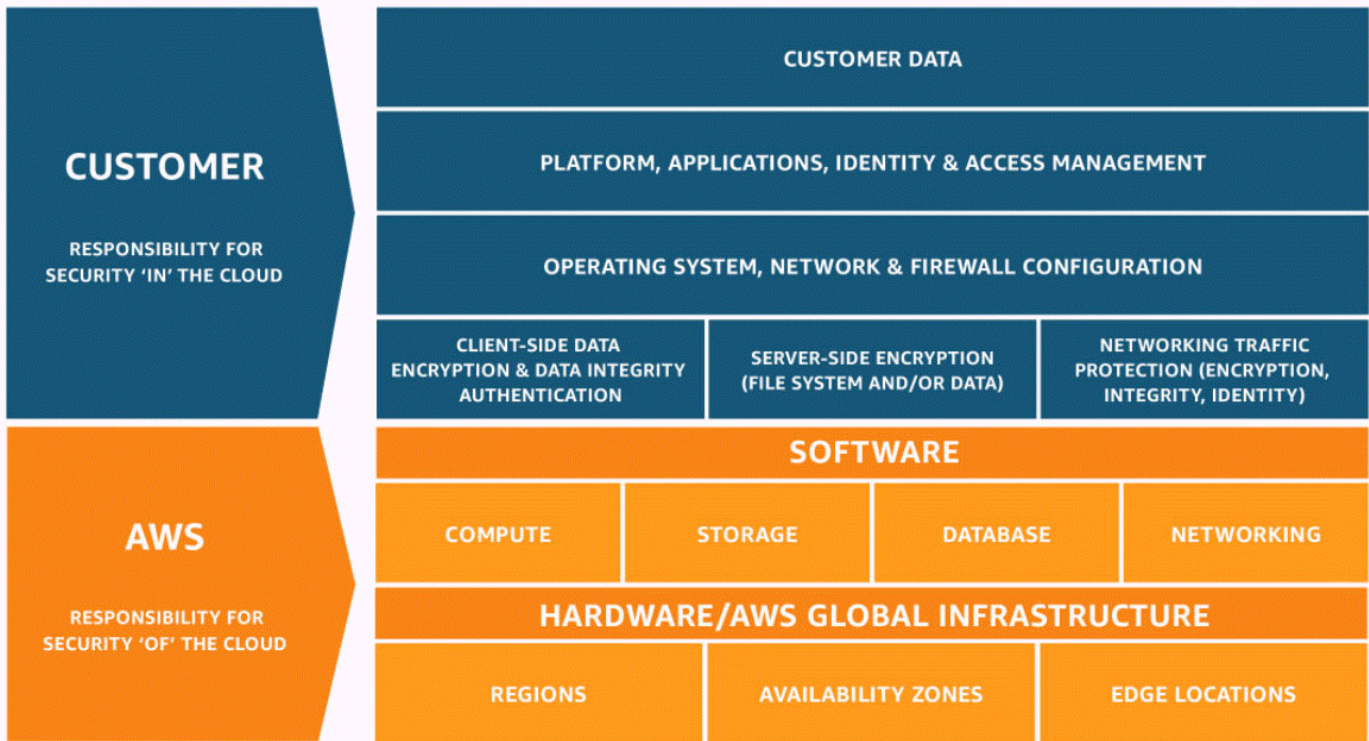 CUSTOMER
RESPONSIBILITY FOR
SECURITY ‘IN’ THE CLOUD
CUSTOMER DATA
PLATFORM, APPLICATIONS, IDENTITY & ACCESS MANAGEMENT
OPERATING SYSTEM, NETWORK & FIREWALL CONFIGURATION
CLIENT-SIDE DATA
ENCRYPTION & DATA INTEGRITY
AUTHENTICATION
SERVER-SIDE ENCRYPTION
(FILE SYSTEM AND/OR DATA)
NETWORKING TRAFFIC
PROTECTION (ENCRYPTION,
INTEGRITY, IDENTITY)
AWS
RESPONSIBILITY FOR
SECURITY ‘OF’ THE CLOUD
SOFTWARE
COMPUTE
STORAGE
DATABASE
NETWORKING
HARDWARE/AWS GLOBAL INFRASTRUCTURE
REGIONS
AVAILABILITY ZONES
EDGE LOCATIONS